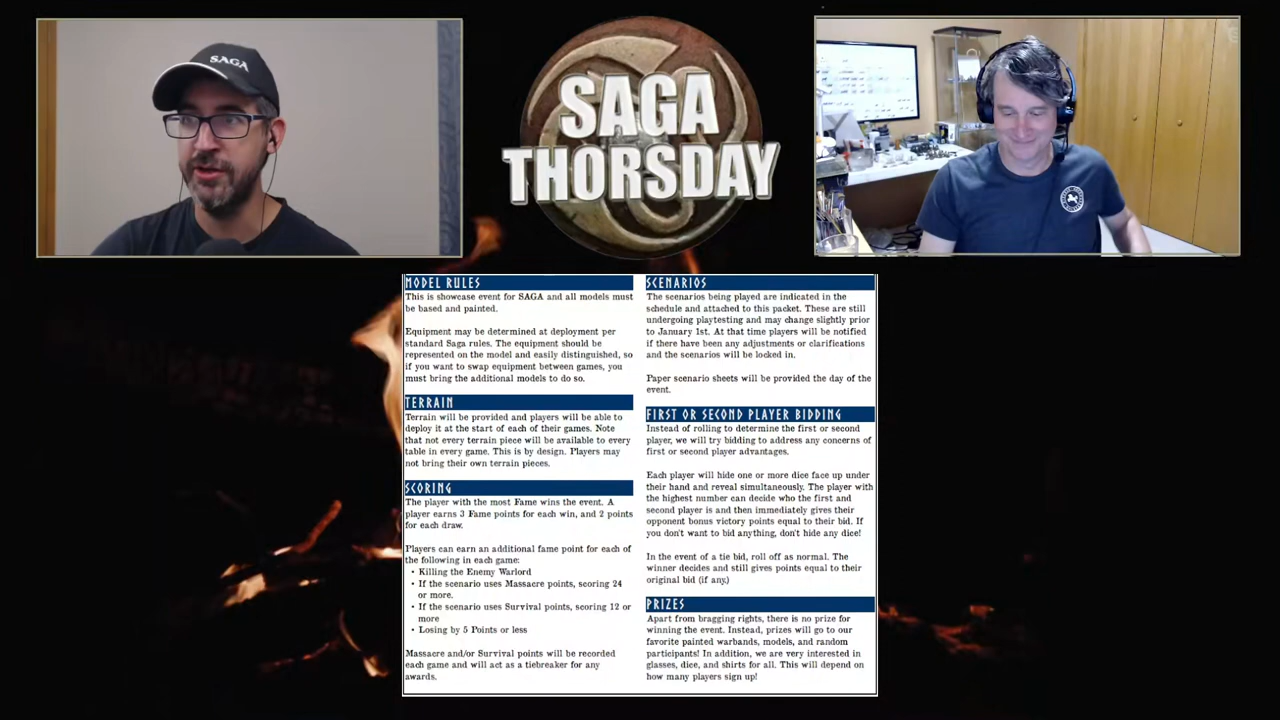 SAGA
SAGA
THORSDAY
MODEL RULES
This is showcase event for SAGA and all models must
be based and painted.
Equipment may be determined at deployment per
standard Saga rules. The equipment should be
represented on the model and easily distinguished, so
if you want to swap equipment between games, you
must bring the additional models to do so.
TERRAIN
Terrain will be provided and players will be able to
deploy it at the start of each of their games. Note
that not every terrain piece will be available to every
table in every game. This is by design. Players may
not bring their own terrain pieces.
SCORING
The player with the most Fame wins the event. A
player earns 3 Fame points for each win, and 2 points
for each draw.
Players can earn an additional fame point for each of
the following in each game:
• Killing the Enemy Warlord
• If the scenario uses Massacre points, scoring 24
or more.
• If the scenario uses Survival points, scoring 12 or
more
• Losing by 5 Points or less
Massacre and/or Survival points will be recorded
each game and will act as a tiebreaker for any
awards.
SCENARIOS
The scenarios being played are indicated in the
schedule and attached to this packet. These are still
undergoing playtesting and may change slightly prior
to January 1st. At that time players will be notified
if there have been any adjustments or clarifications
and the scenarios will be locked in.
Paper scenario sheets will be provided the day of the
event.
FIRST OR SECOND PLAYER BIDDING
Instead of rolling to determine the first or second
player, we will try bidding to address any concerns of
first or second player advantages.
Each player will hide one or more dice face up under
their hand and reveal simultaneously. The player with
the highest number can decide who the first and
second player is and then immediately gives their
opponent bonus victory points equal to their bid. If
you don't want to bid anything, don't hide any dice!
In the event of a tie bid, roll off as normal. The
winner decides and still gives points equal to their
original bid (if any.)
PRIZES
Apart from bragging rights, there is no prize for
winning the event. Instead, prizes will go to our
favorite painted warbands, models, and random
participants! In addition, we are very interested in
glasses, dice, and shirts for all. This will depend on
how many players sign up!